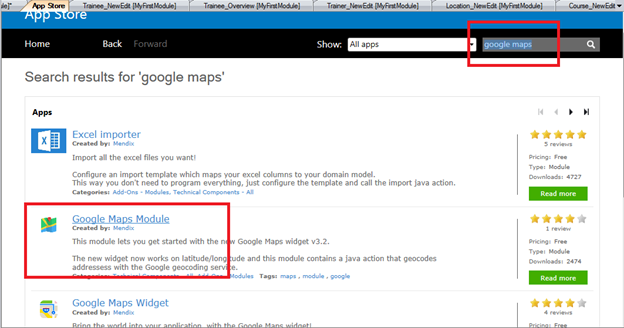 le]* App Store Trainee_NewEdit [MyFirstModule] Trainee_Overview [MyFirstModule] Trainer_NewEdit [MyFirstModule] Location_NewEdit [MyFirstModule] Course_NewEdit
App Store
Home Back Forward Show: All apps google maps
Search results for 'google maps'
Apps
Excel importer
Created by: Mendix
5 reviews
Import all the excel files you want!
Pricing: Free
Configure an import template which maps your excel columns to your domain model.
Type: Module
This way you don't need to program everything, just configure the template and call the import java action.
Downloads: 4727
Categories: Add-Ons - Modules, Technical Components - All
Read more
Google Maps Module
Created by: Mendix
1 review
This module lets you get started with the new Google Maps widget v3.2.
Pricing: Free
The new widget now works on latitude/longitude and this module contains a java action that geocodes
Type: Module
addressess with the Google geocoding service.
Downloads: 2474
Categories: Technical Components - All, Add-Ons - Modules Tags: maps , module , google
Read more
Google Maps Widget
Created by: Mendix
4 reviews
Bring the world into your application, with the Google Maps widget!
Pricing: Free